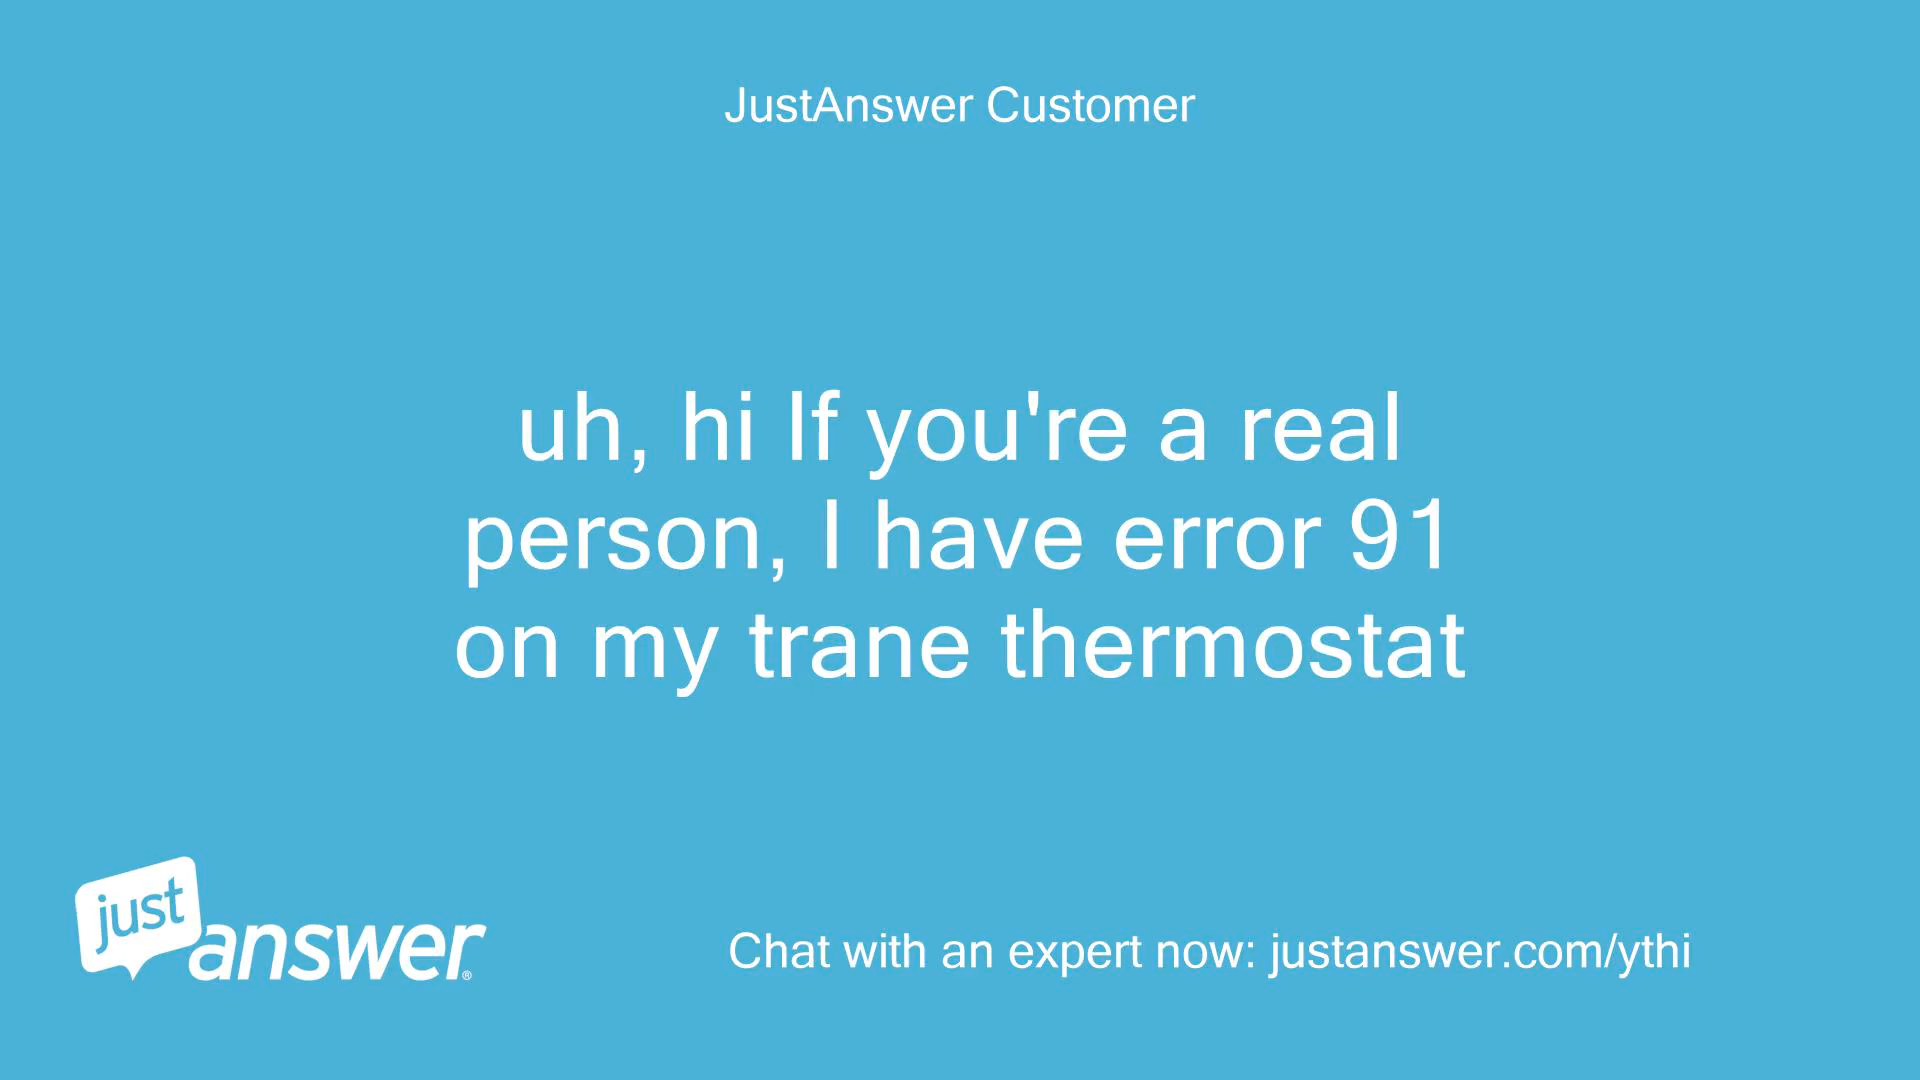 JustAnswer Customer
uh, hi If you're a real
person, I have error 91
on my trane thermostat
just
answer®
Chat with an expert now: justanswer.com/ythi